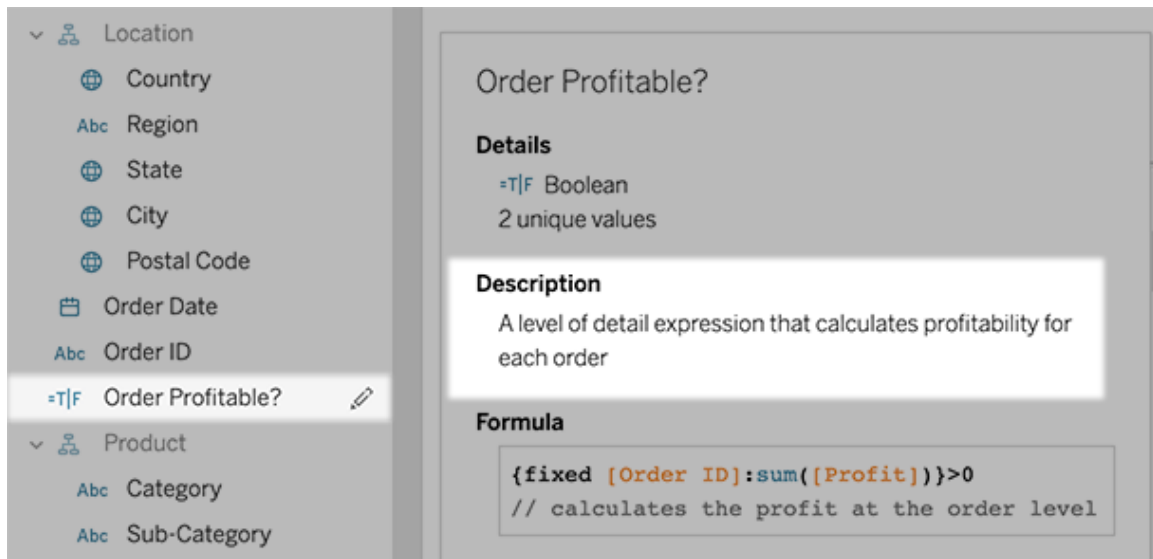 Location
Country
Abc Region
State
City
Postal Code
Order Date
Abc Order ID
=T|F Order Profitable?
Product
Abc Category
Abc Sub-Category
Order Profitable?
Details
=T|F Boolean
2 unique values
Description
A level of detail expression that calculates profitability for
each order
Formula
{fixed [Order ID]:sum([Profit])}>0
// calculates the profit at the order level